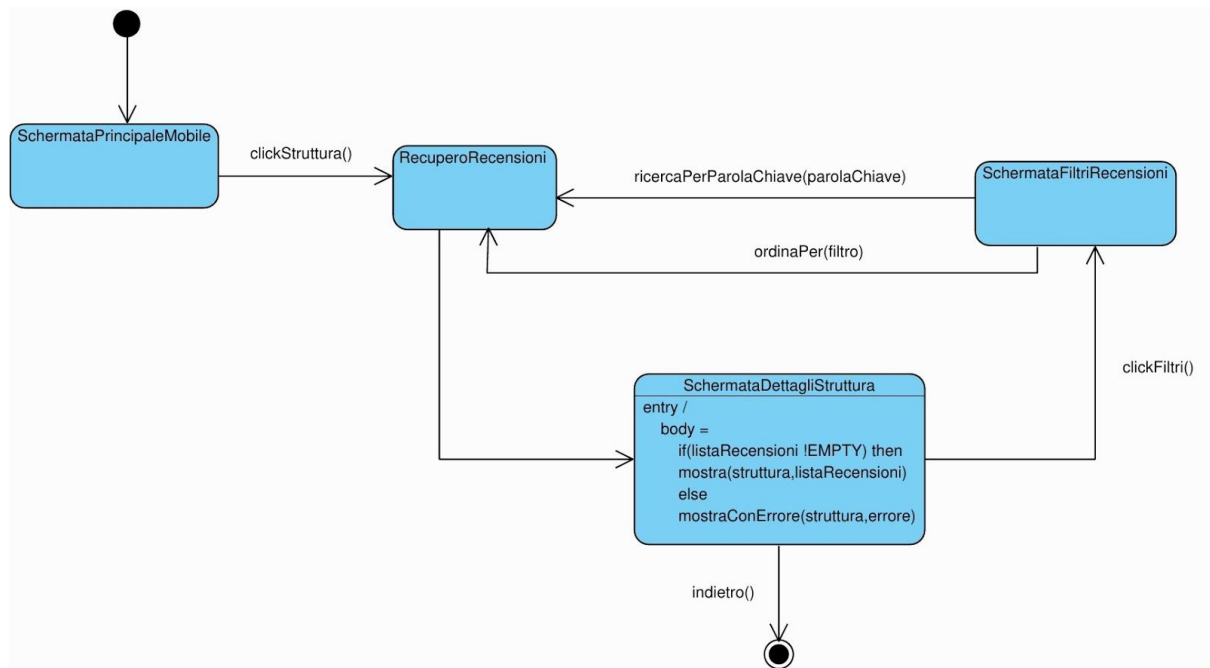 SchermataPrincipaleMobile
clickStruttura()
RecuperoRecensioni
ricercaPerParolaChiave(parolaChiave)
SchermataFiltriRecensioni
ordinaPer(filtro)
clickFiltri()
SchermataDettagliStruttura
entry /
body =
if(listaRecensioni !EMPTY) then
mostra(struttura,listaRecensioni)
else
mostraConErrore(struttura,errore)
indietro()